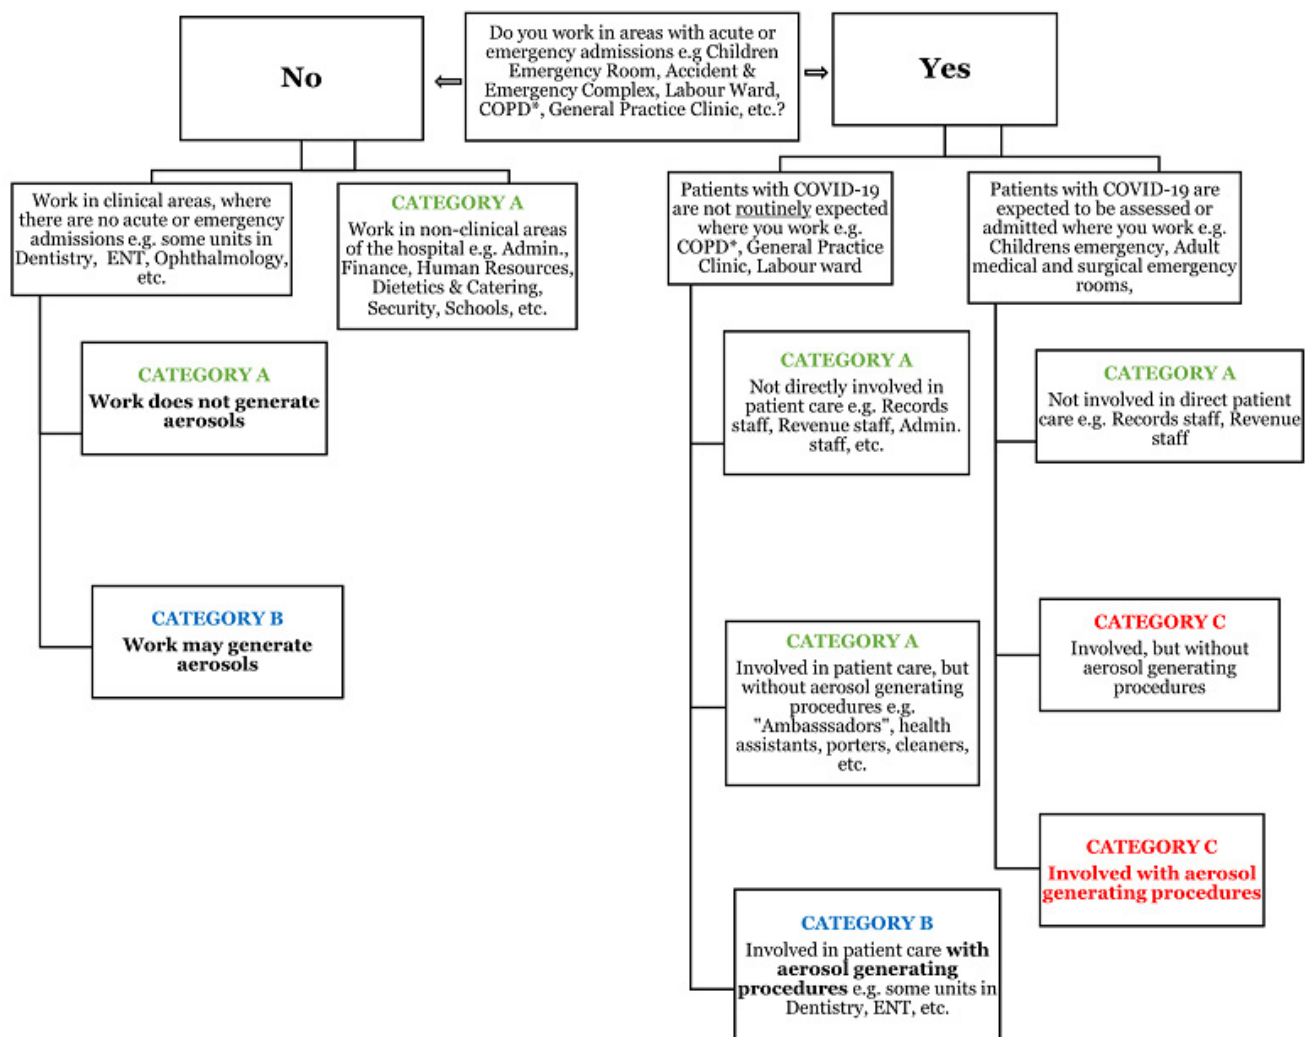 Do you work in areas with acute or
emergency admissions e.g Children
Emergency Room, Accident &
Emergency Complex, Labour Ward,
COPD*, General Practice Clinic, etc.?
No
Yes
Work in clinical areas, where
there are no acute or emergency
admissions e.g. some units in
Dentistry, ENT, Ophthalmology,
etc.
CATEGORY A
Work in non-clinical areas
of the hospital e.g. Admin.,
Finance, Human Resources,
Dietetics & Catering,
Security, Schools, etc.
CATEGORY A
Work does not generate
aerosols
CATEGORY B
Work may generate
aerosols
Patients with COVID-19
are not routinely expected
where you work e.g.
COPD*, General Practice
Clinic, Labour ward
Patients with COVID-19 are
expected to be assessed or
admitted where you work e.g.
Childrens emergency, Adult
medical and surgical emergency
rooms,
CATEGORY A
Not directly involved in
patient care e.g. Records
staff, Revenue staff, Admin.
staff, etc.
CATEGORY A
Involved in patient care, but
without aerosol generating
procedures e.g.
"Ambasssadors", health
assistants, porters, cleaners,
etc.
CATEGORY B
Involved in patient care with
aerosol generating
procedures e.g. some units in
Dentistry, ENT, etc.
CATEGORY A
Not involved in direct patient
care e.g. Records staff, Revenue
staff
CATEGORY C
Involved, but without
aerosol generating
procedures
CATEGORY C
Involved with aerosol
generating procedures